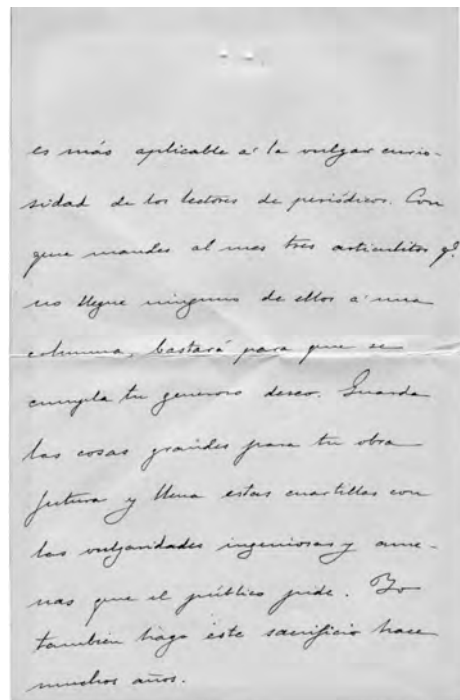 es más aplicable a' la vulgar curio-
sidad de los lectores de periódicos. Con
que mandes al mes tres articulitos q.e
no llegue ninguno de ellos a' una
columna, bastará para que se
cumpla tu generoso deseo. Guarda
las cosas grandes para tu obra
futura y llena estas cuartillas con
las vulgaridades ingeniosas y ame-
nas que el público pide. Yo
tambien hago este sacrificio hace
muchos años.